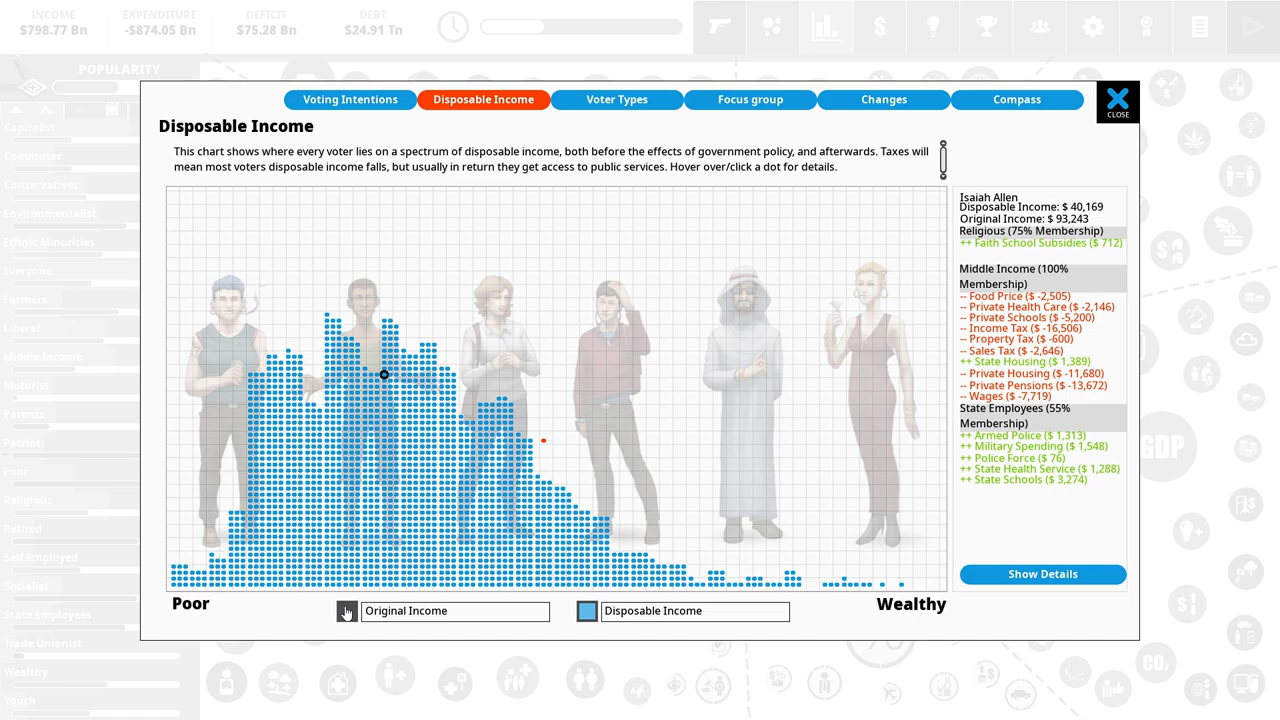 INCOME
$798.77 Bn
EXPENDITURE
-$874.05 Bn
DEFICIT
$75.28 Bn
DEBT
$24.91 Tn
POPULARITY
Capitalist
Commuter
Conservatives
Environmentalist
Ethnic Minorities
Everyone
Farmers
Liberal
Middle Income
Motorist
Parents
Patriot
Poor
Religious
Retired
Self Employed
Socialist
State Employees
Trade Unionist
Wealthy
Youth
Voting Intentions
Disposable Income
Voter Types
Focus group
Changes
Compass
CLOSE
Disposable Income
This chart shows where every voter lies on a spectrum of disposable income, both before the effects of government policy, and afterwards. Taxes will
mean most voters disposable income falls, but usually in return they get access to public services. Hover over/click a dot for details.
Isaiah Allen
Disposable Income: $ 40,169
Original Income: $ 93,243
Religious (75% Membership)
++ Faith School Subsidies ($ 712)
Middle Income (100%
Membership)
-- Food Price ($ -2,505)
-- Private Health Care ($ -2,146)
-- Private Schools ($ -5,200)
-- Income Tax ($ -16,506)
-- Property Tax ($ -600)
-- Sales Tax ($ -2,646)
++ State Housing ($ 1,389)
-- Private Housing ($ -11,680)
-- Private Pensions ($ -13,672)
-- Wages ($ -7,719)
State Employees (55%
Membership)
++ Armed Police ($ 1,313)
++ Military Spending ($ 1,548)
++ Police Force ($ 76)
++ State Health Service ($ 1,288)
++ State Schools ($ 3,274)
Show Details
Poor
Original Income
Disposable Income
Wealthy
GDP
CO₂